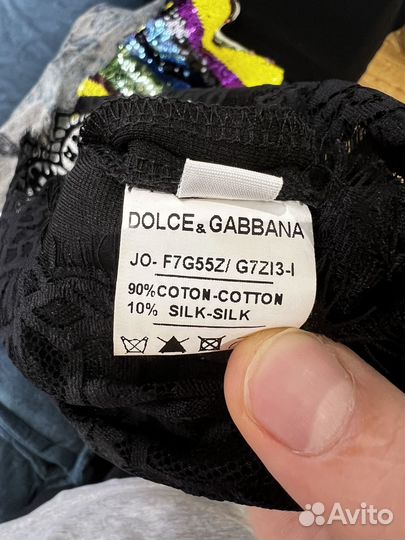 DOLCE & GABBANA
JO- F7G55Z/ G7ZI3-I
90% COTON-COTTON
10% SILK-SILK
Avito